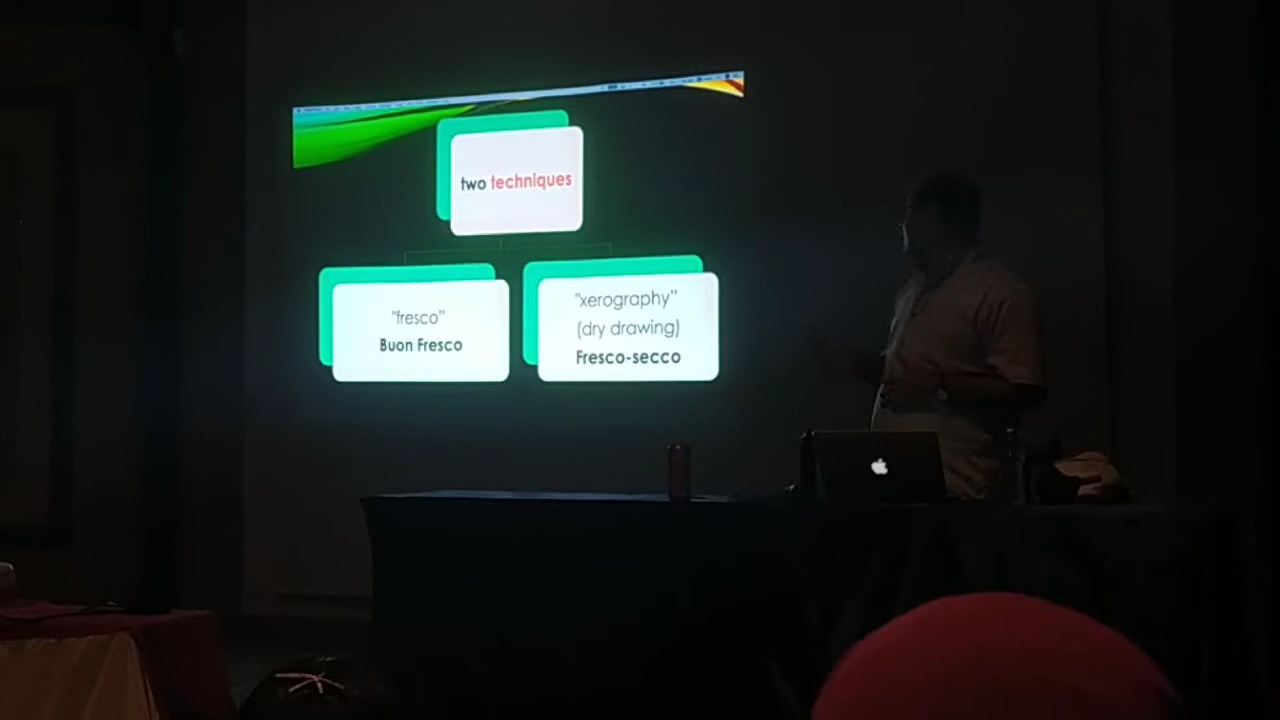 two techniques
"fresco"
Buon Fresco
"xerography"
(dry drawing)
Fresco-secco